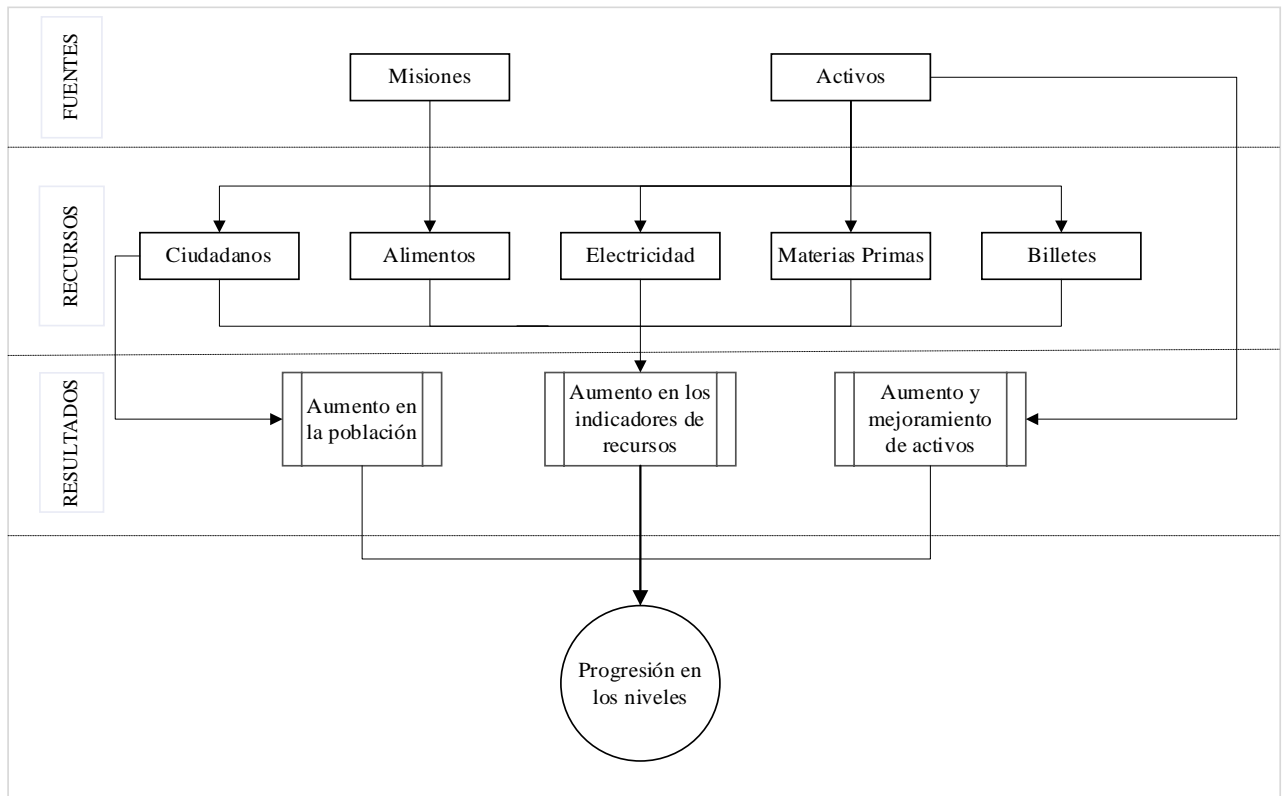 FUENTES
Misiones
Activos
RECURSOS
Ciudadanos
Alimentos
Electricidad
Materias Primas
Billetes
RESULTADOS
Aumento en
la población
Aumento en los
indicadores de
recursos
Aumento y
mejoramiento
de activos
Progresión en
los niveles